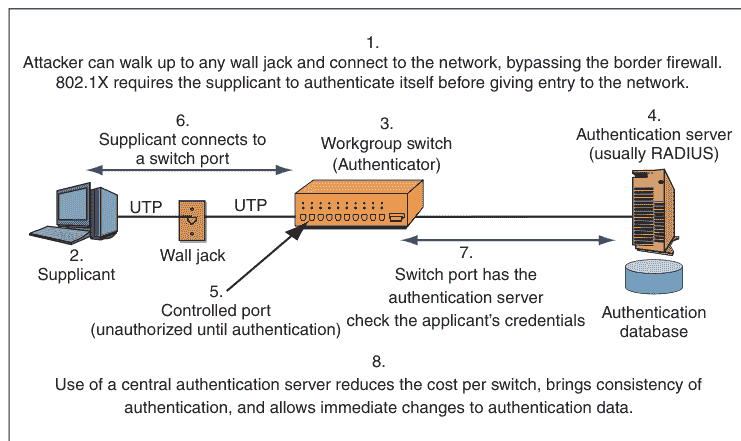 1.
Attacker can walk up to any wall jack and connect to the network, bypassing the border firewall.
802.1X requires the supplicant to authenticate itself before giving entry to the network.
6.
Supplicant connects to
a switch port
3.
Workgroup switch
(Authenticator)
4.
Authentication server
(usually RADIUS)
UTP
UTP
2.
Supplicant
Wall jack
5.
Controlled port
(unauthorized until authentication)
7.
Switch port has the
authentication server
check the applicant's credentials
Authentication
database
8.
Use of a central authentication server reduces the cost per switch, brings consistency of
authentication, and allows immediate changes to authentication data.